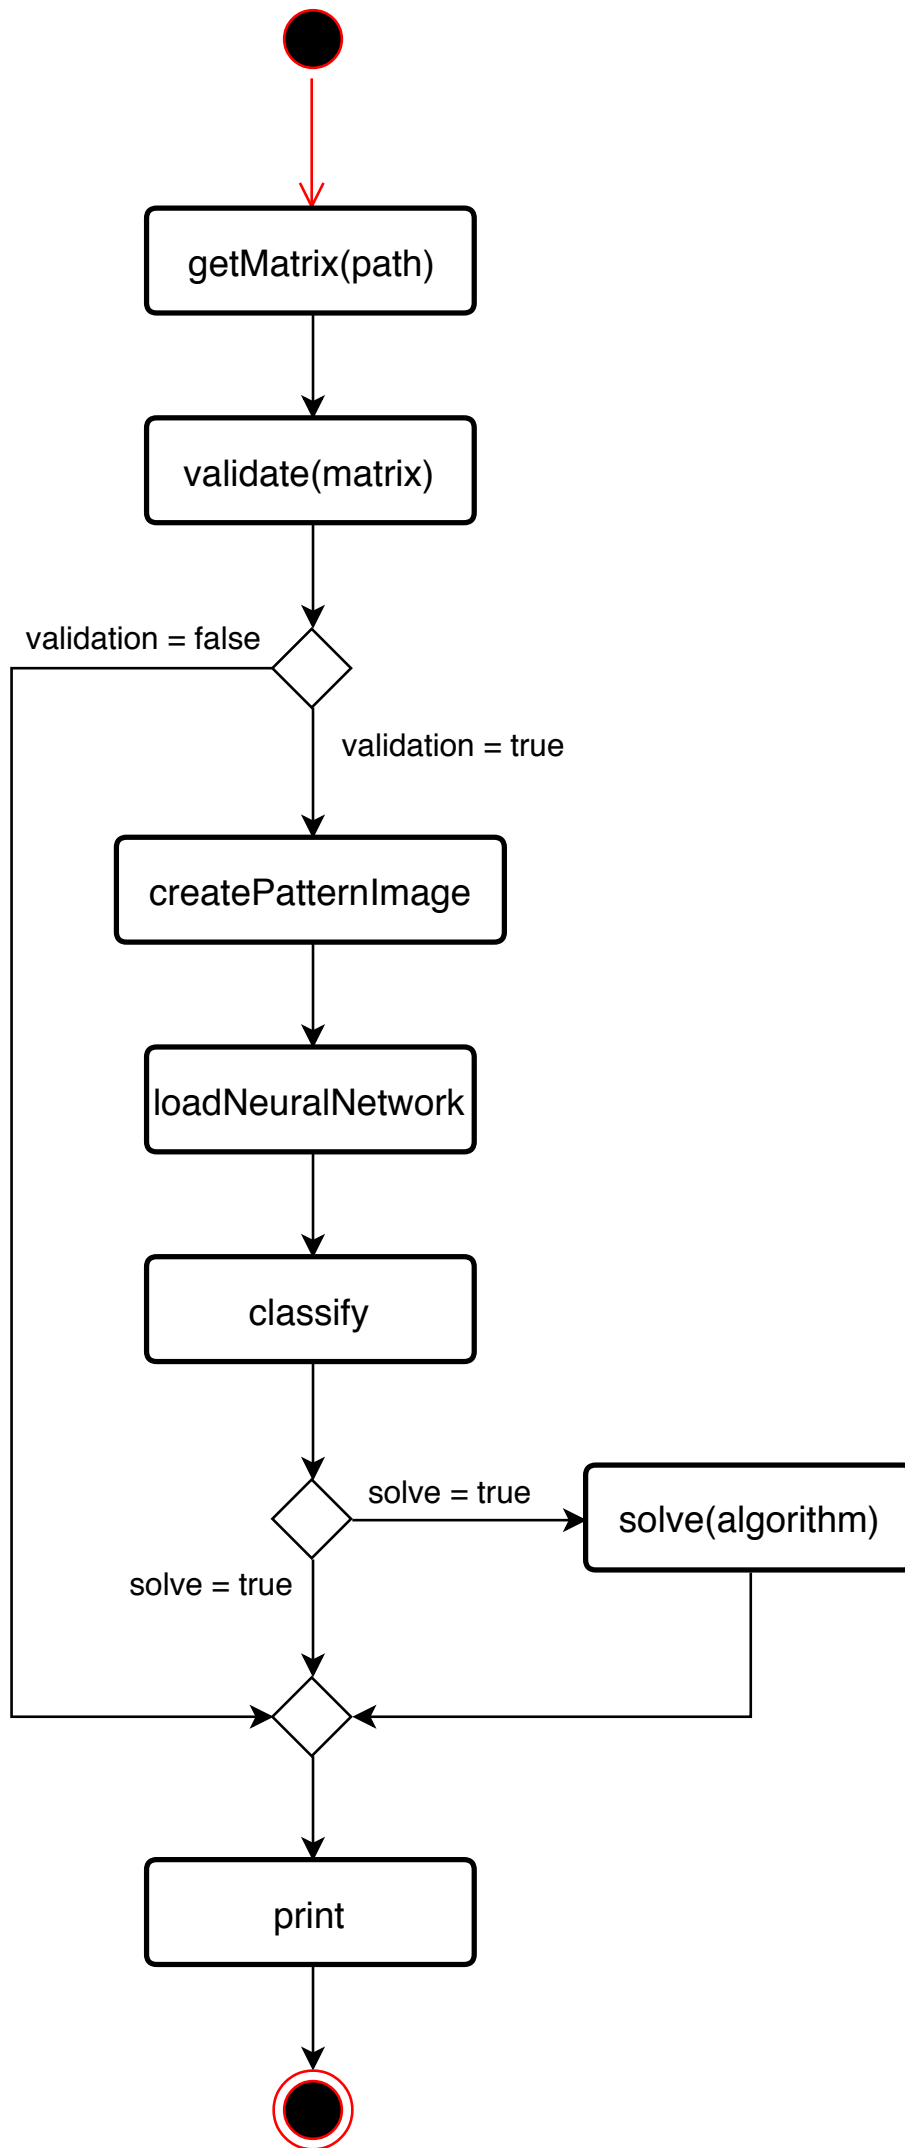 getMatrix(path)
validate(matrix)
validation = false
validation = true
createPatternImage
loadNeuralNetwork
classify
solve = true
solve(algorithm)
solve = true
print